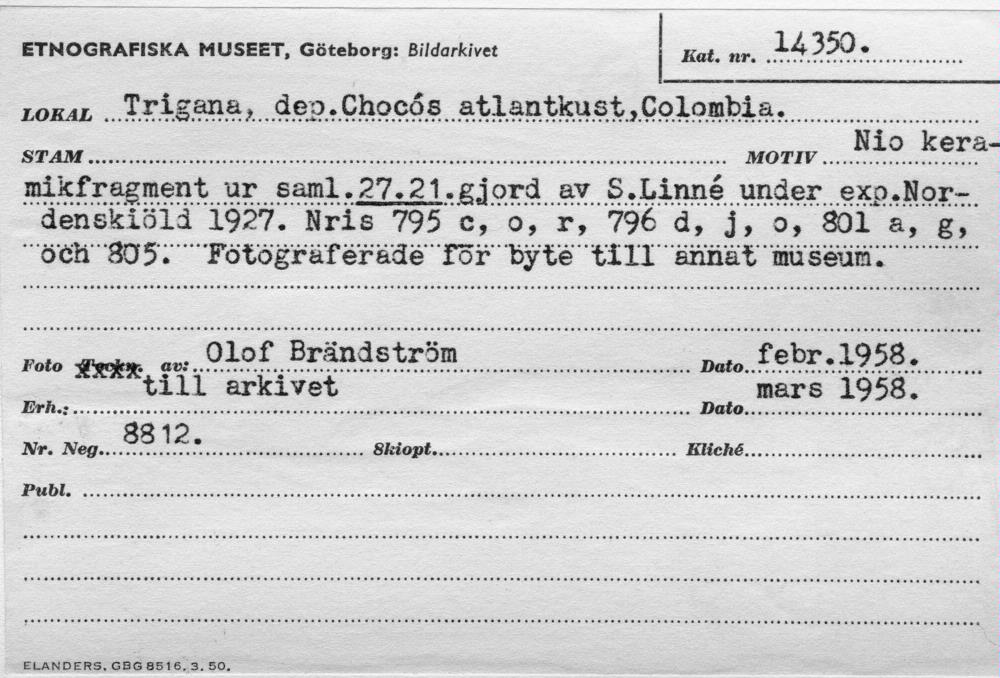 ETNOGRAFISKA MUSEET, Göteborg: Bildarkivet
Kat. nr. 14350.
LOKAL Trigana, dep.Chocós atlantkust,Colombia.
STAM MOTIV Nio kera-
mikfragment ur saml.27.21.gjord av S.Linné under exp.Nor-
denskiöld 1927. Nris 795 c, o, r, 796 d, j, o, 801 a, g,
och 805. Fotograferade för byte till annat museum.
Foto Teckn. av: Olof Brändström Dato febr.1958.
Erh.: till arkivet Dato mars 1958.
Nr. Neg. 8812. Skiopt. Kliché
Publ.
ELANDERS, GBG 8516. 3. 50.